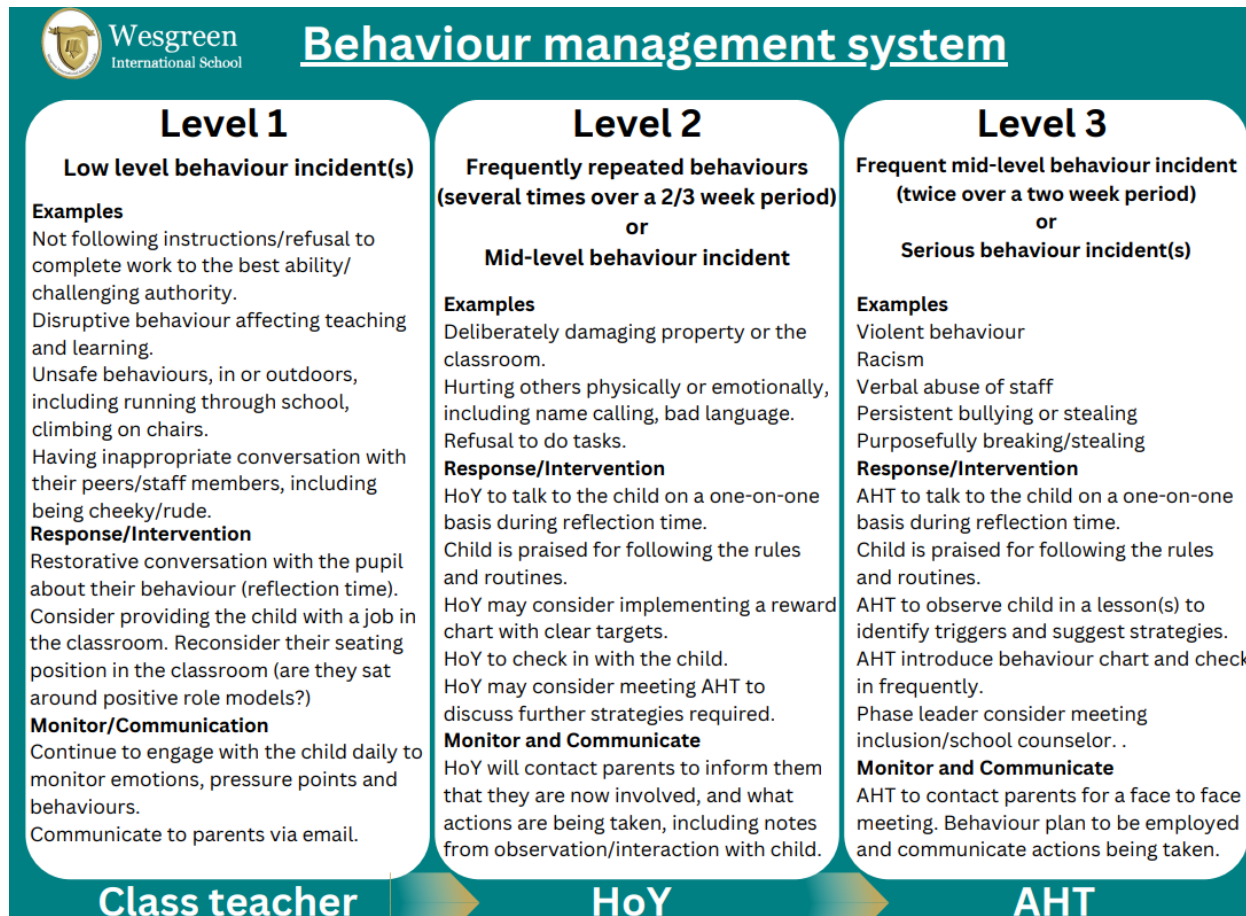 Wesgreen
International School
Behaviour management system
Level 1
Low level behaviour incident(s)
Examples
Not following instructions/refusal to
complete work to the best ability/
challenging authority.
Disruptive behaviour affecting teaching
and learning.
Unsafe behaviours, in or outdoors,
including running through school,
climbing on chairs.
Having inappropriate conversation with
their peers/staff members, including
being cheeky/rude.
Response/Intervention
Restorative conversation with the pupil
about their behaviour (reflection time).
Consider providing the child with a job in
the classroom. Reconsider their seating
position in the classroom (are they sat
around positive role models?)
Monitor/Communication
Continue to engage with the child daily to
monitor emotions, pressure points and
behaviours.
Communicate to parents via email.
Class teacher
Level 2
Frequently repeated behaviours
(several times over a 2/3 week period)
or
Mid-level behaviour incident
Examples
Deliberately damaging property or the
classroom.
Hurting others physically or emotionally,
including name calling, bad language.
Refusal to do tasks.
Response/Intervention
HoY to talk to the child on a one-on-one
basis during reflection time.
Child is praised for following the rules
and routines.
HoY may consider implementing a reward
chart with clear targets.
HoY to check in with the child.
HoY may consider meeting AHT to
discuss further strategies required.
Monitor and Communicate
HoY will contact parents to inform them
that they are now involved, and what
actions are being taken, including notes
from observation/interaction with child.
HoY
Level 3
Frequent mid-level behaviour incident
(twice over a two week period)
or
Serious behaviour incident(s)
Examples
Violent behaviour
Racism
Verbal abuse of staff
Persistent bullying or stealing
Purposefully breaking/stealing
Response/Intervention
AHT to talk to the child on a one-on-one
basis during reflection time.
Child is praised for following the rules
and routines.
AHT to observe child in a lesson(s) to
identify triggers and suggest strategies.
AHT introduce behaviour chart and check
in frequently.
Phase leader consider meeting
inclusion/school counselor. .
Monitor and Communicate
AHT to contact parents for a face to face
meeting. Behaviour plan to be employed
and communicate actions being taken.
AHT